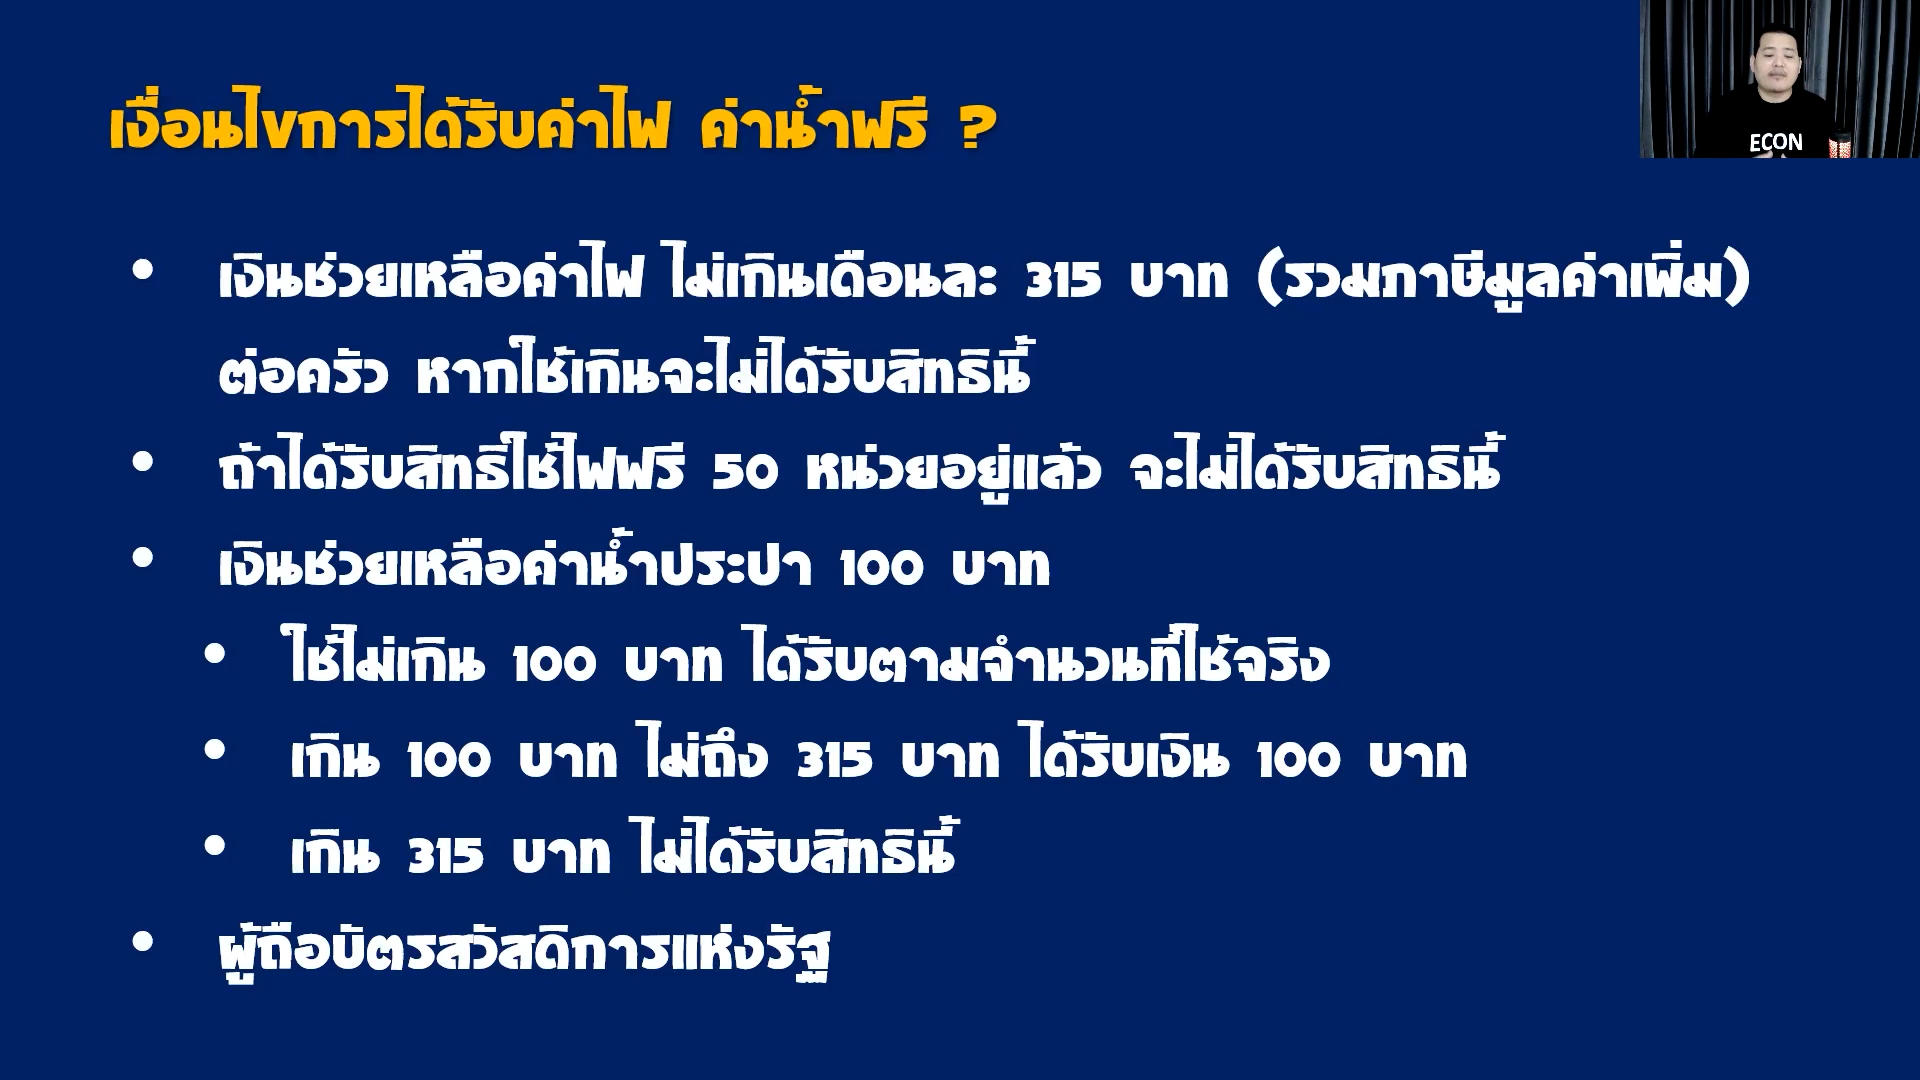 เงื่อนไขการได้รับค่าไฟ ค่าน้ำฟรี ?
ECON
• เงินช่วยเหลือค่าไฟ ไม่เกินเดือนละ 315 บาท (รวมภาษีมูลค่าเพิ่ม)
ต่อครัว หากใช้เกินจะไม่ได้รับสิทธินี้
• ถ้าได้รับสิทธิ์ใช้ไฟฟรี 50 หน่วยอยู่แล้ว จะไม่ได้รับสิทธินี้
• เงินช่วยเหลือค่าน้ำประปา 100 บาท
• ใช้ไม่เกิน 100 บาท ได้รับตามจำนวนที่ใช้จริง
• เกิน 100 บาท ไม่ถึง 315 บาท ได้รับเงิน 100 บาท
• เกิน 315 บาท ไม่ได้รับสิทธินี้
• ผู้ถือบัตรสวัสดิการแห่งรัฐ